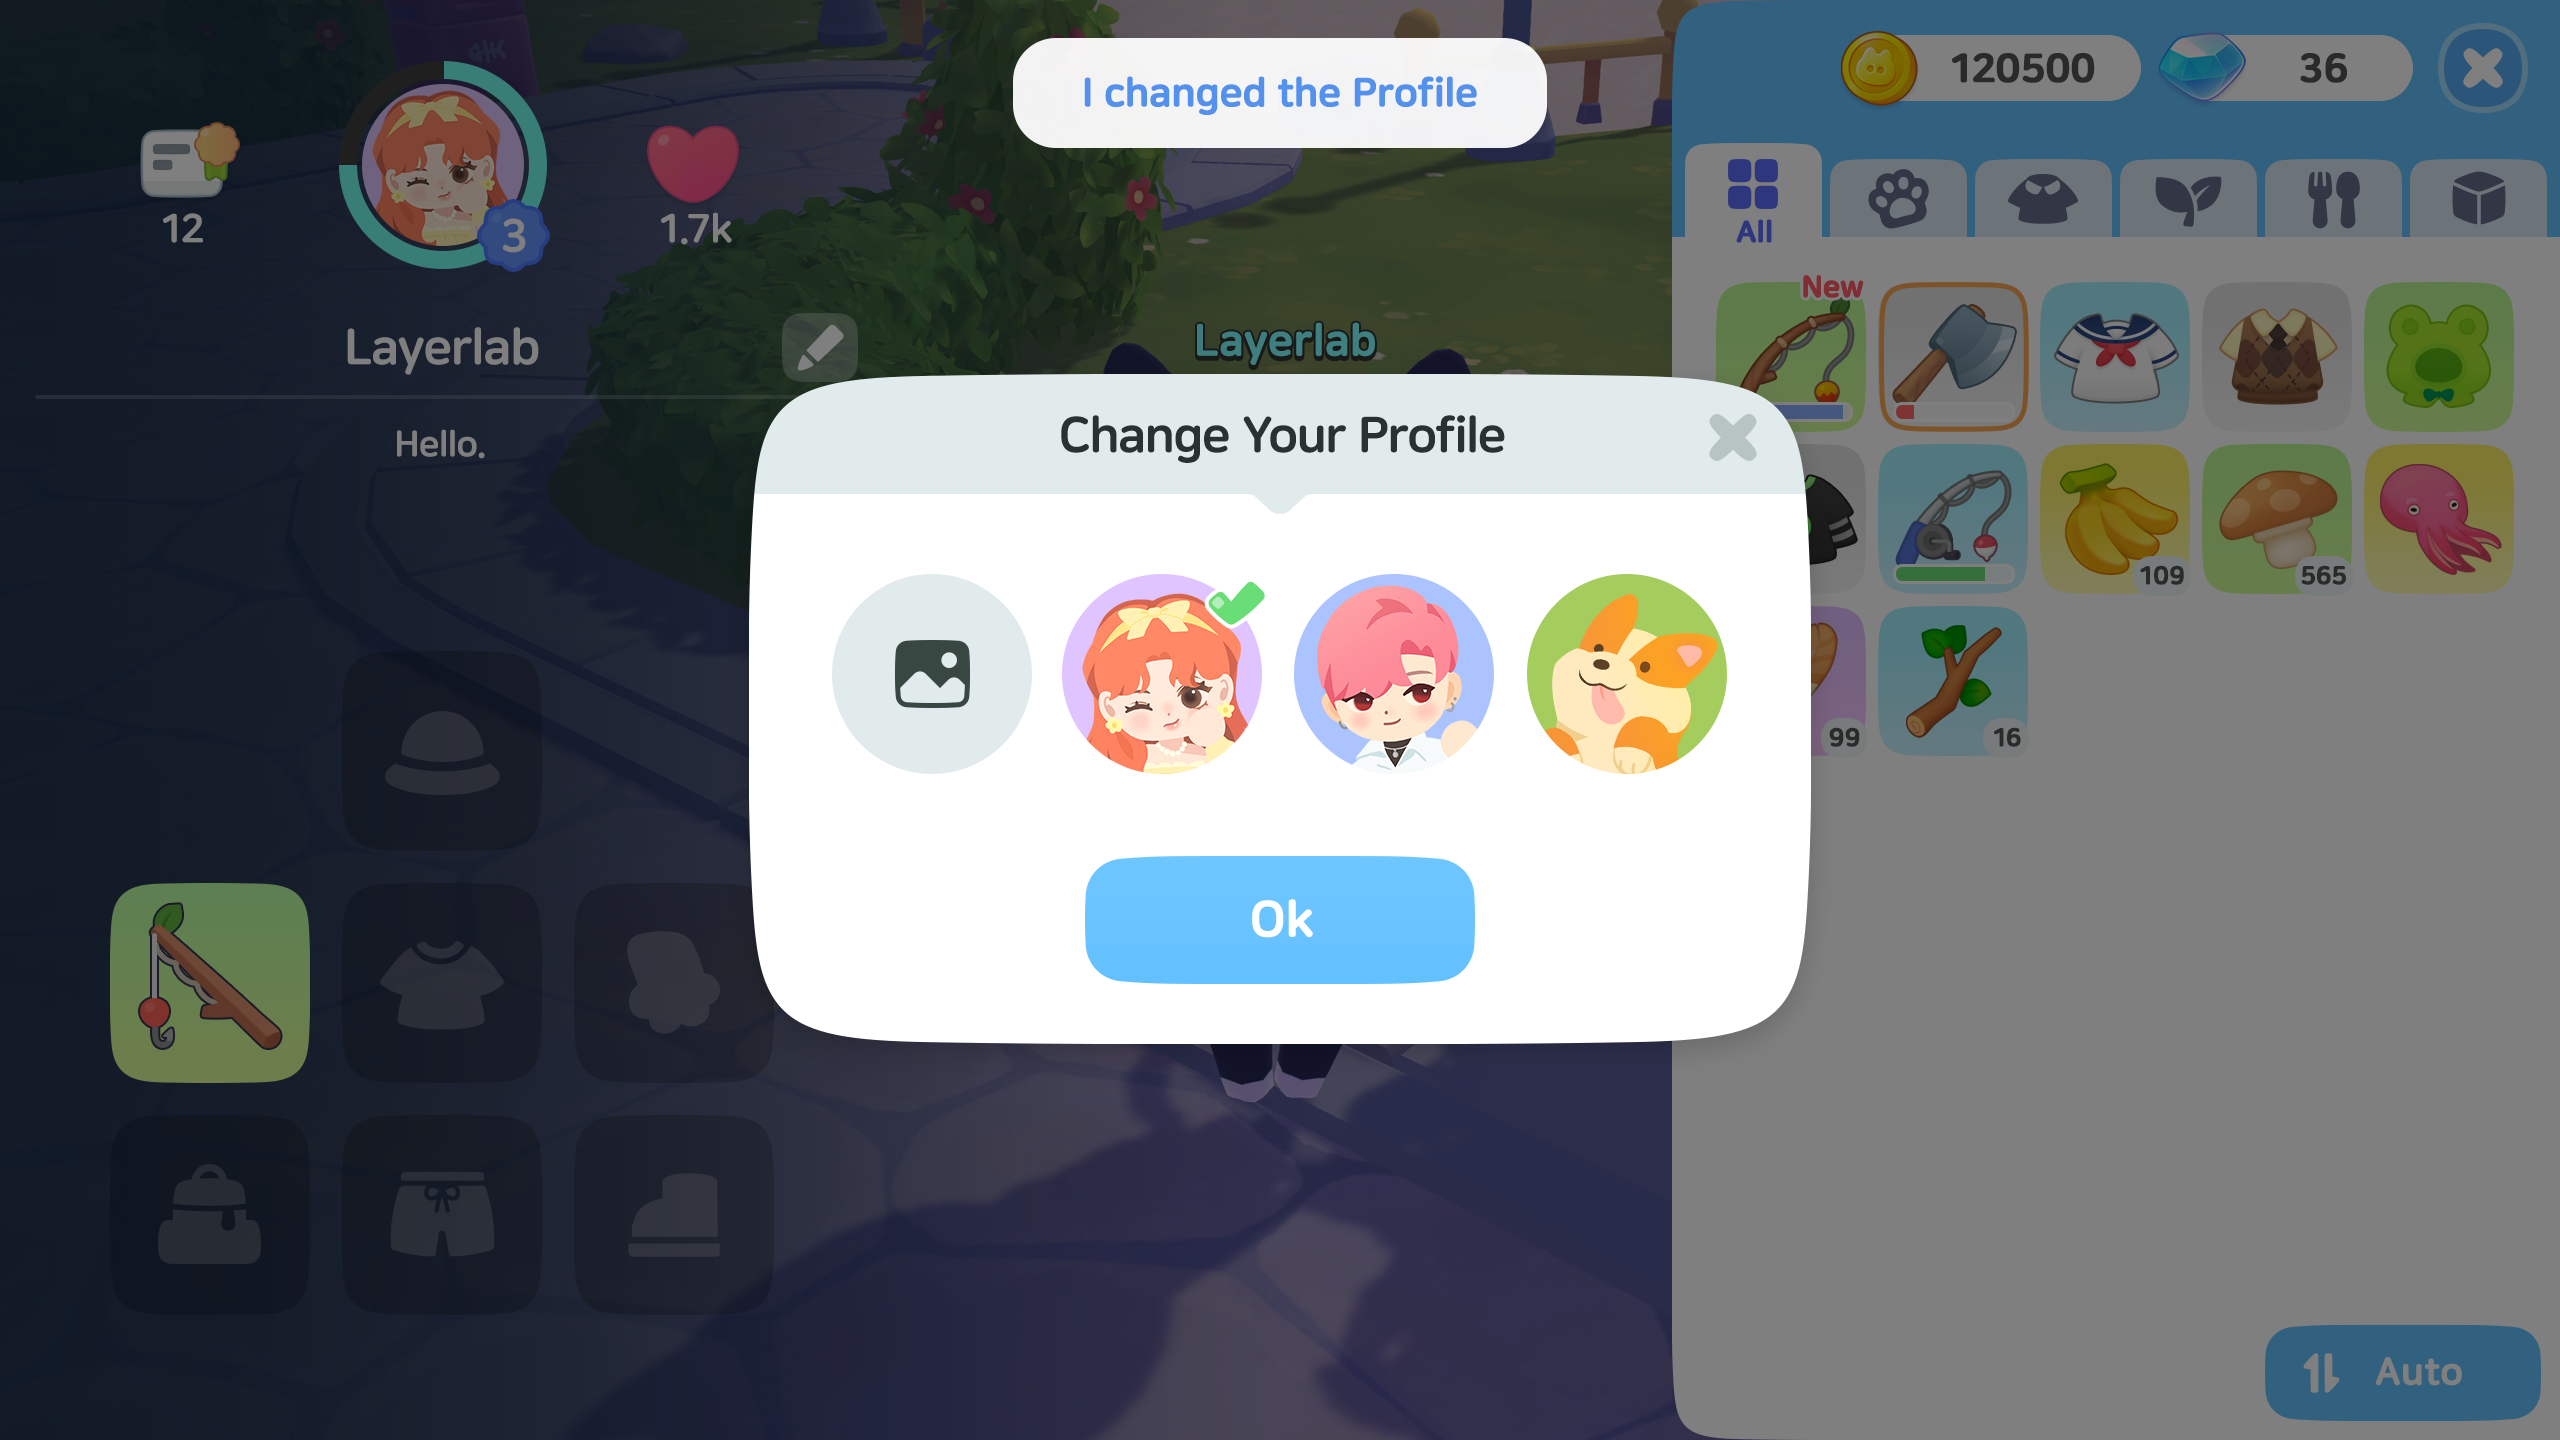 I changed the Profile
120500
36
12
3
1.7k
All
New
Layerlab
Layerlab
Hello.
Change Your Profile
109
565
99
16
Ok
Auto